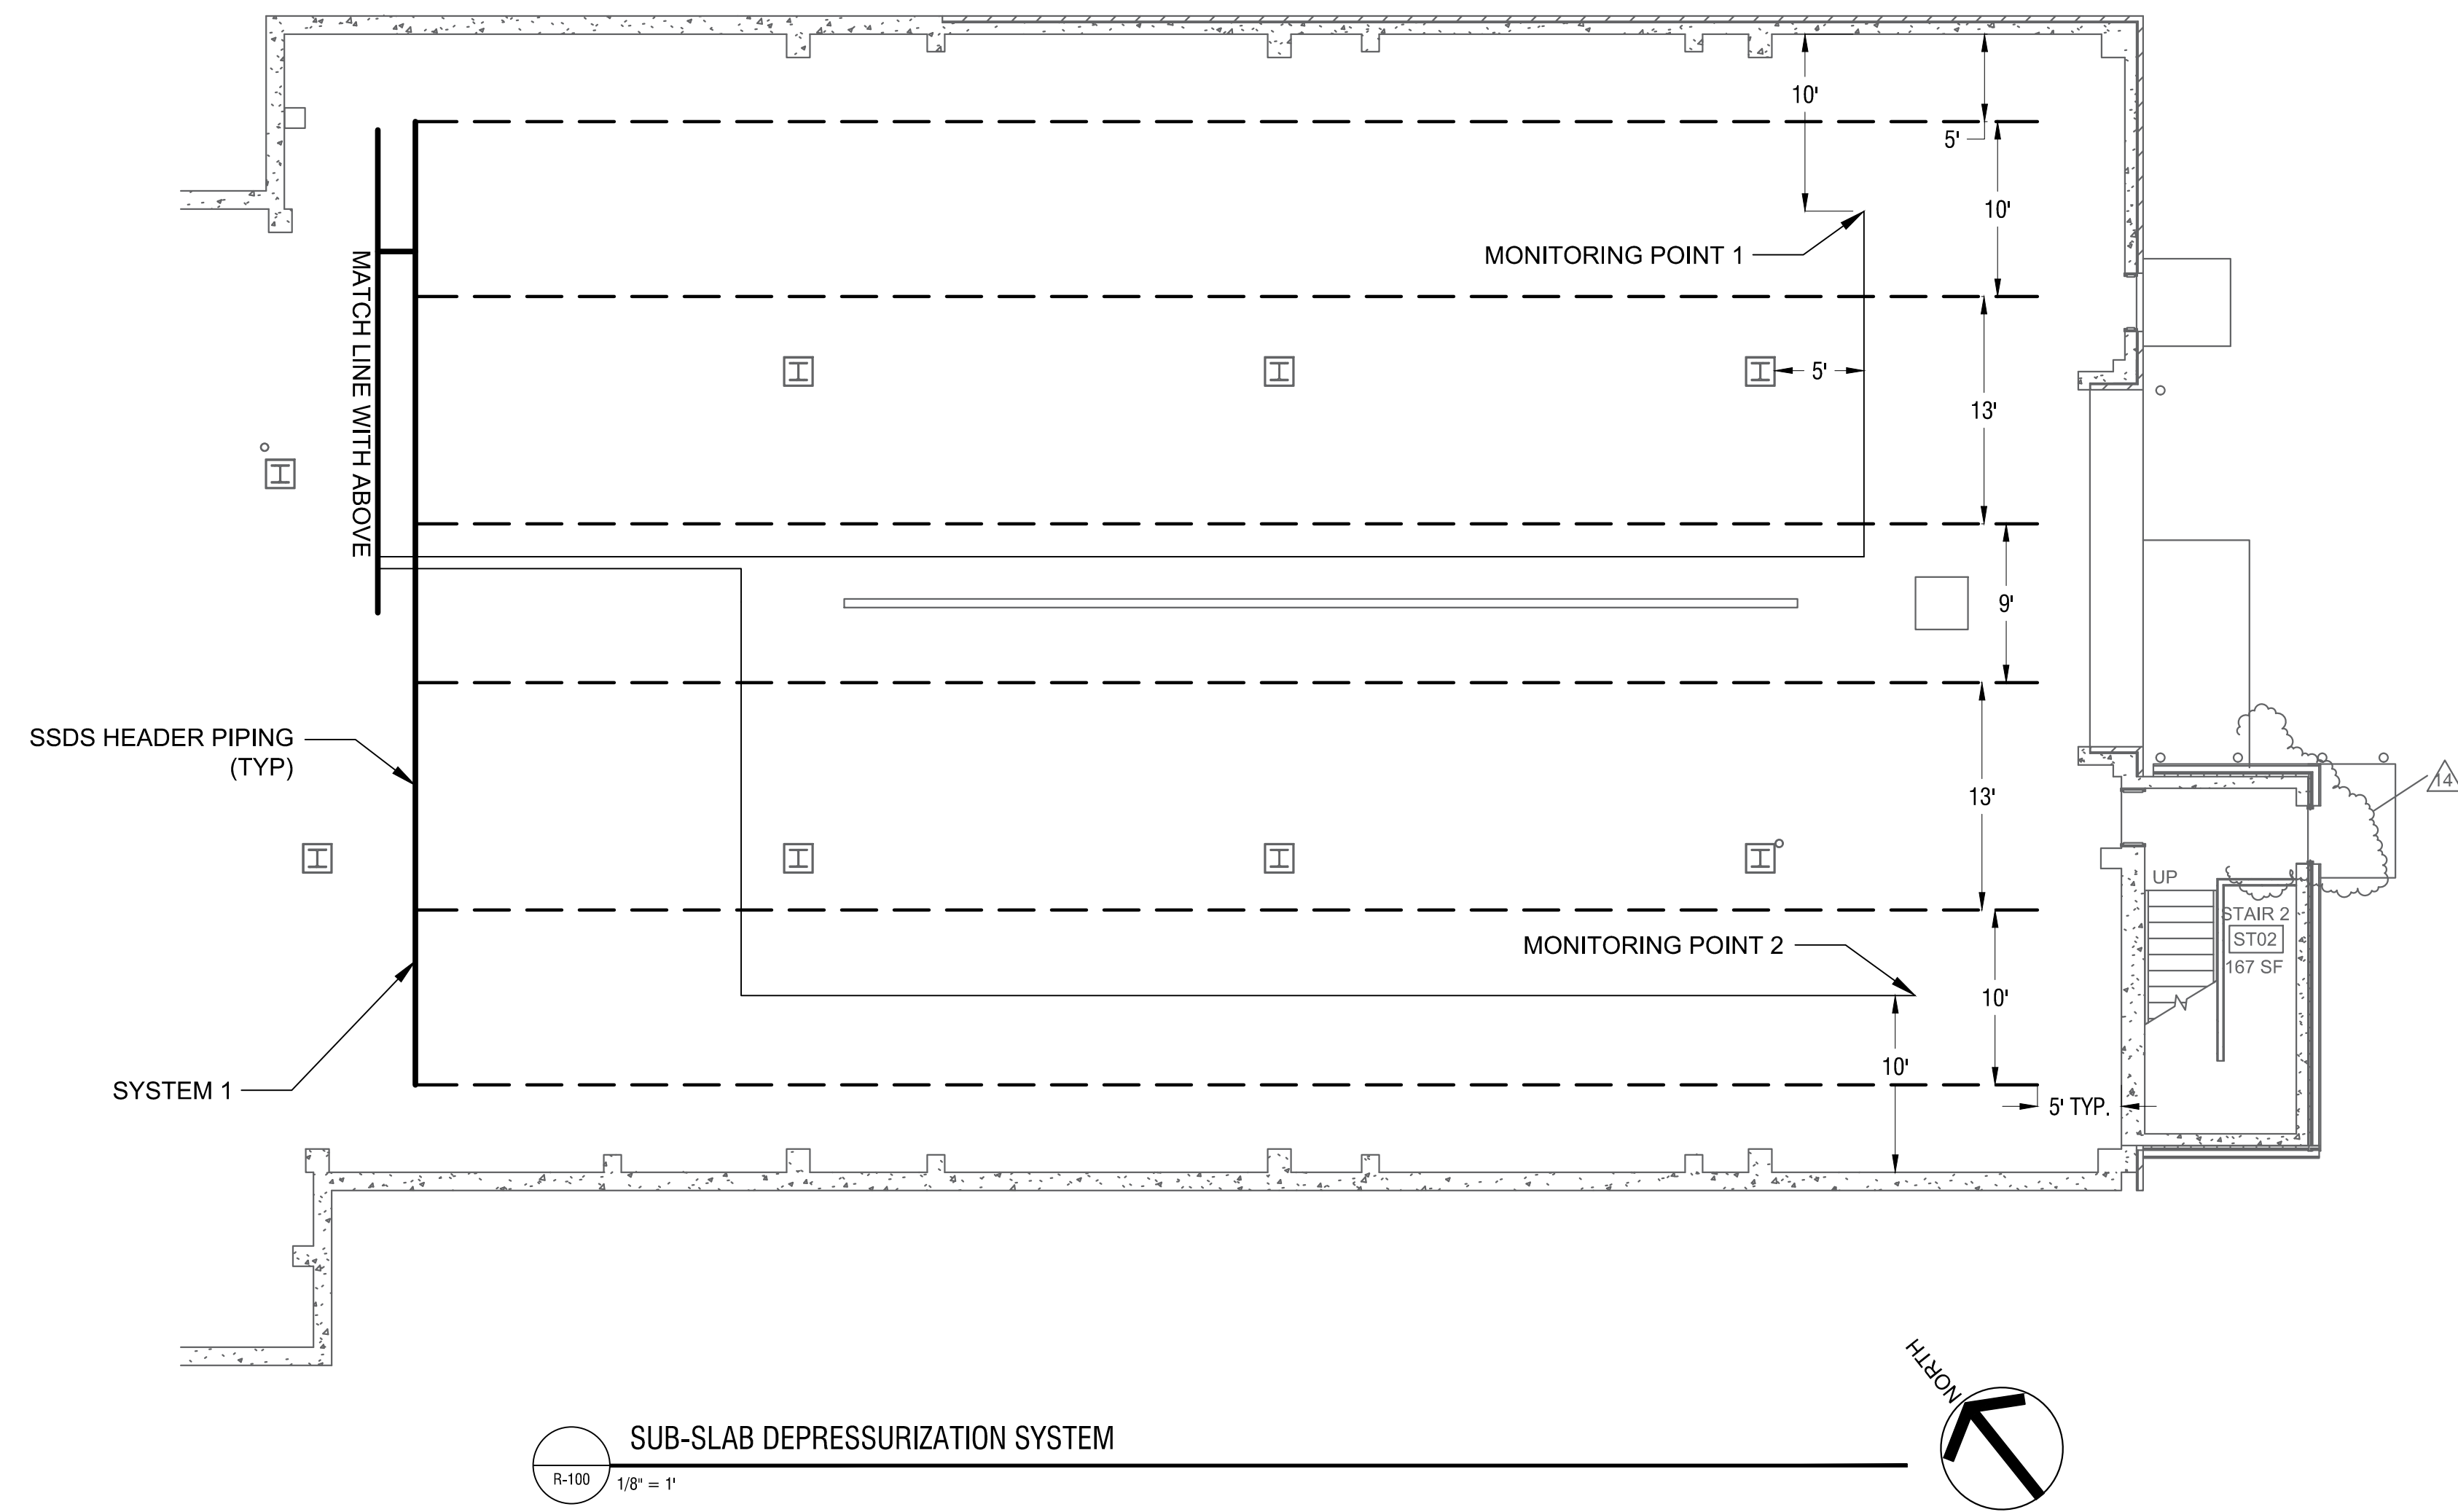 10'
5'
10'
MONITORING POINT 1
MATCH LINE WITH ABOVE
5'
13'
9'
SSDS HEADER PIPING
(TYP)
13'
14
UP
STAIR 2
ST02
167 SF
MONITORING POINT 2
10'
10'
SYSTEM 1
5' TYP.
NORTH
SUB-SLAB DEPRESSURIZATION SYSTEM
R-100
1/8" = 1'